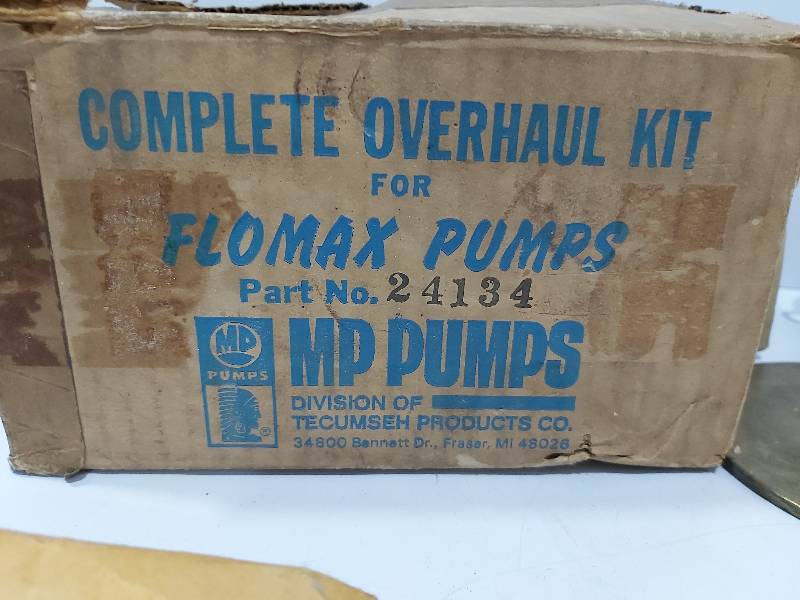 COMPLETE OVERHAUL KIT
FOR
FLOMAX PUMPS
Part No. 24134
MP
PUMPS
®
MP PUMPS
DIVISION OF
TECUMSEH PRODUCTS CO.
34800 Bennett Dr., Fraser, MI 48026